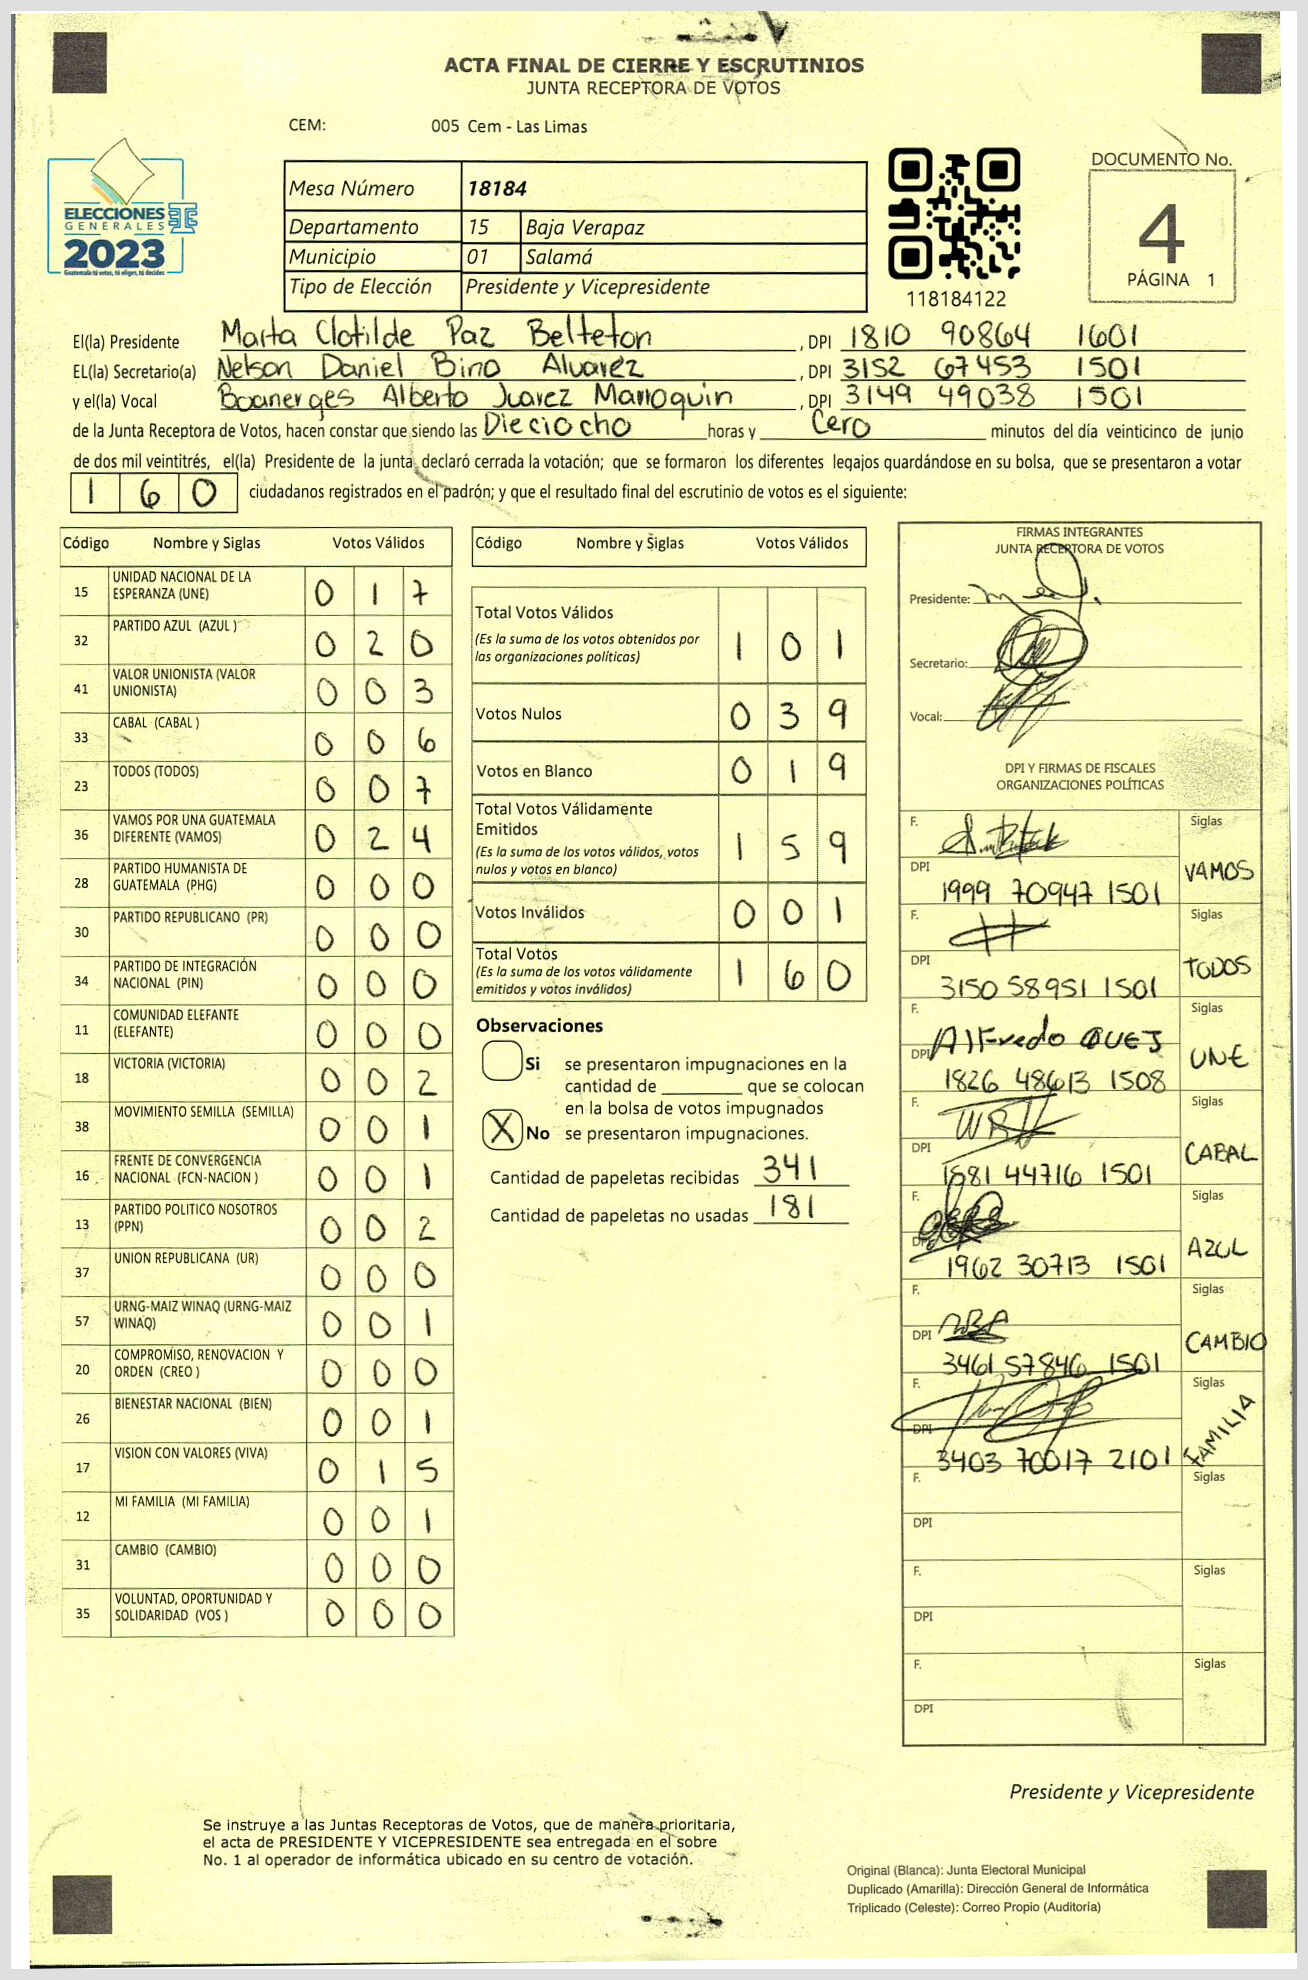 ACTA FINAL DE CIERRE Y ESCRUTINIOS
JUNTA RECEPTORA DE VOTOS
CEM: 005 Cem - Las Limas
ELECCIONES
GENERALES
2023
Guatemala tú votas, tú eliges, tú decides
Mesa Número 18184
Departamento 15 Baja Verapaz
Municipio 01 Salamá
Tipo de Elección Presidente y Vicepresidente
118184122
DOCUMENTO No.
4
PÁGINA 1
El(la) Presidente Marta Clotilde Paz Belteton, DPI 1810 90864 1601
EL(la) Secretario(a) Nelson Daniel Bino Alvarez, DPI 3152 67453 1501
y el(la) Vocal Boanerges Alberto Juarez Marroquin, DPI 3149 49038 1501
de la Junta Receptora de Votos, hacen constar que siendo las Dieciocho horas y Cero minutos del día veinticinco de junio
de dos mil veintitrés, el(la) Presidente de la junta declaró cerrada la votación; que se formaron los diferentes legajos guardándose en su bolsa, que se presentaron a votar
160 ciudadanos registrados en el padrón; y que el resultado final del escrutinio de votos es el siguiente:
Código Nombre y Siglas Votos Válidos
15 UNIDAD NACIONAL DE LA ESPERANZA (UNE) 0 1 7
32 PARTIDO AZUL (AZUL ) 0 2 0
41 VALOR UNIONISTA (VALOR UNIONISTA) 0 0 3
33 CABAL (CABAL ) 0 0 6
23 TODOS (TODOS) 0 0 7
36 VAMOS POR UNA GUATEMALA DIFERENTE (VAMOS) 0 2 4
28 PARTIDO HUMANISTA DE GUATEMALA (PHG) 0 0 0
30 PARTIDO REPUBLICANO (PR) 0 0 0
34 PARTIDO DE INTEGRACIÓN NACIONAL (PIN) 0 0 0
11 COMUNIDAD ELEFANTE (ELEFANTE) 0 0 0
18 VICTORIA (VICTORIA) 0 0 2
38 MOVIMIENTO SEMILLA (SEMILLA) 0 0 1
16 FRENTE DE CONVERGENCIA NACIONAL (FCN-NACION ) 0 0 1
13 PARTIDO POLITICO NOSOTROS (PPN) 0 0 2
37 UNION REPUBLICANA (UR) 0 0 0
57 URNG-MAIZ WINAQ (URNG-MAIZ WINAQ) 0 0 1
20 COMPROMISO, RENOVACION Y ORDEN (CREO ) 0 0 0
26 BIENESTAR NACIONAL (BIEN) 0 0 1
17 VISION CON VALORES (VIVA) 0 1 5
12 MI FAMILIA (MI FAMILIA) 0 0 1
31 CAMBIO (CAMBIO) 0 0 0
35 VOLUNTAD, OPORTUNIDAD Y SOLIDARIDAD (VOS ) 0 0 0
Código Nombre y Siglas Votos Válidos
Total Votos Válidos 1 0 1
(Es la suma de los votos obtenidos por
las organizaciones políticas)
Votos Nulos 0 3 9
Votos en Blanco 0 1 9
Total Votos Válidamente
Emitidos 1 5 9
(Es la suma de los votos válidos, votos
nulos y votos en blanco)
Votos Inválidos 0 0 1
Total Votos 1 6 0
(Es la suma de los votos válidamente
emitidos y votos inválidos)
Observaciones
Si se presentaron impugnaciones en la
cantidad de ________ que se colocan
en la bolsa de votos impugnados
X No se presentaron impugnaciones.
Cantidad de papeletas recibidas 341
Cantidad de papeletas no usadas 181
FIRMAS INTEGRANTES
JUNTA RECEPTORA DE VOTOS
Presidente:
Secretario:
Vocal:
DPI Y FIRMAS DE FISCALES
ORGANIZACIONES POLÍTICAS
F. Siglas
DPI 1999 70947 1501 VAMOS
F. Siglas
DPI 3150 58951 1501 TODOS
F. Alfredo QUEJ Siglas
DPI 1826 48613 1508 UNE
F. Siglas
DPI 1581 44716 1501 CABAL
F. Siglas
DPI 1962 30713 1501 AZUL
F. Siglas
DPI 3461 57846 1501 CAMBIO
F. Siglas
DPI 3403 70017 2101 FAMILIA
F. Siglas
DPI
F. Siglas
DPI
F. Siglas
DPI
Presidente y Vicepresidente
Se instruye a las Juntas Receptoras de Votos, que de manera prioritaria,
el acta de PRESIDENTE Y VICEPRESIDENTE sea entregada en el sobre
No. 1 al operador de informática ubicado en su centro de votación.
Original (Blanca): Junta Electoral Municipal
Duplicado (Amarilla): Dirección General de Informática
Triplicado (Celeste): Correo Propio (Auditoría)